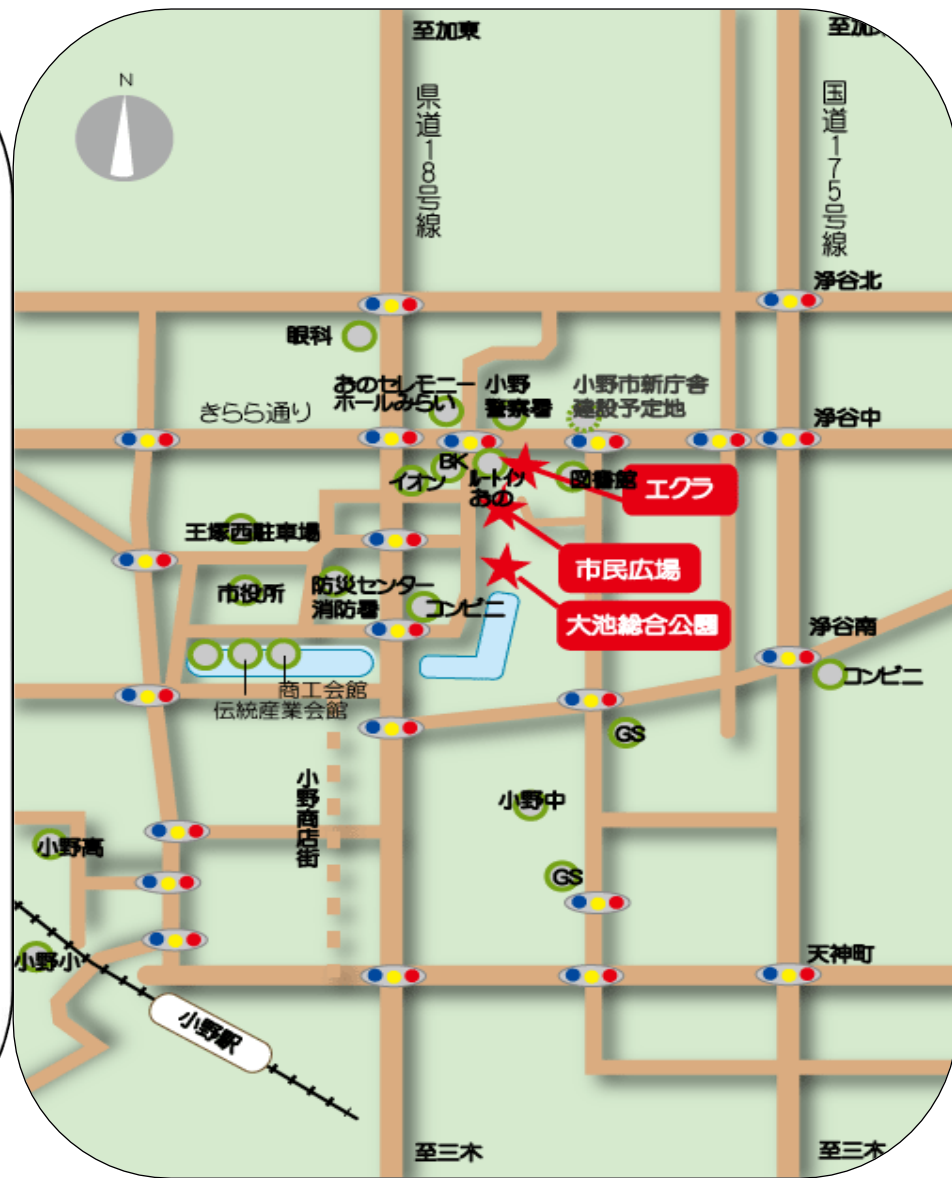 至加東
至加東
N
県道18号線
国道175号線
浄谷北
眼科
おのセレモニー
ホールみらい
小野
警察署
小野市新庁舎
建設予定地
きらら通り
浄谷中
BK
イオン
ルートイン
おの
図書館
エクラ
王塚西駐車場
市民広場
市役所
防災センター
消防署
コンビニ
大池総合公園
浄谷南
コンビニ
商工会館
伝統産業会館
GS
小野商店街
小野中
小野高
GS
小野小
天神町
小野駅
至三木
至三木